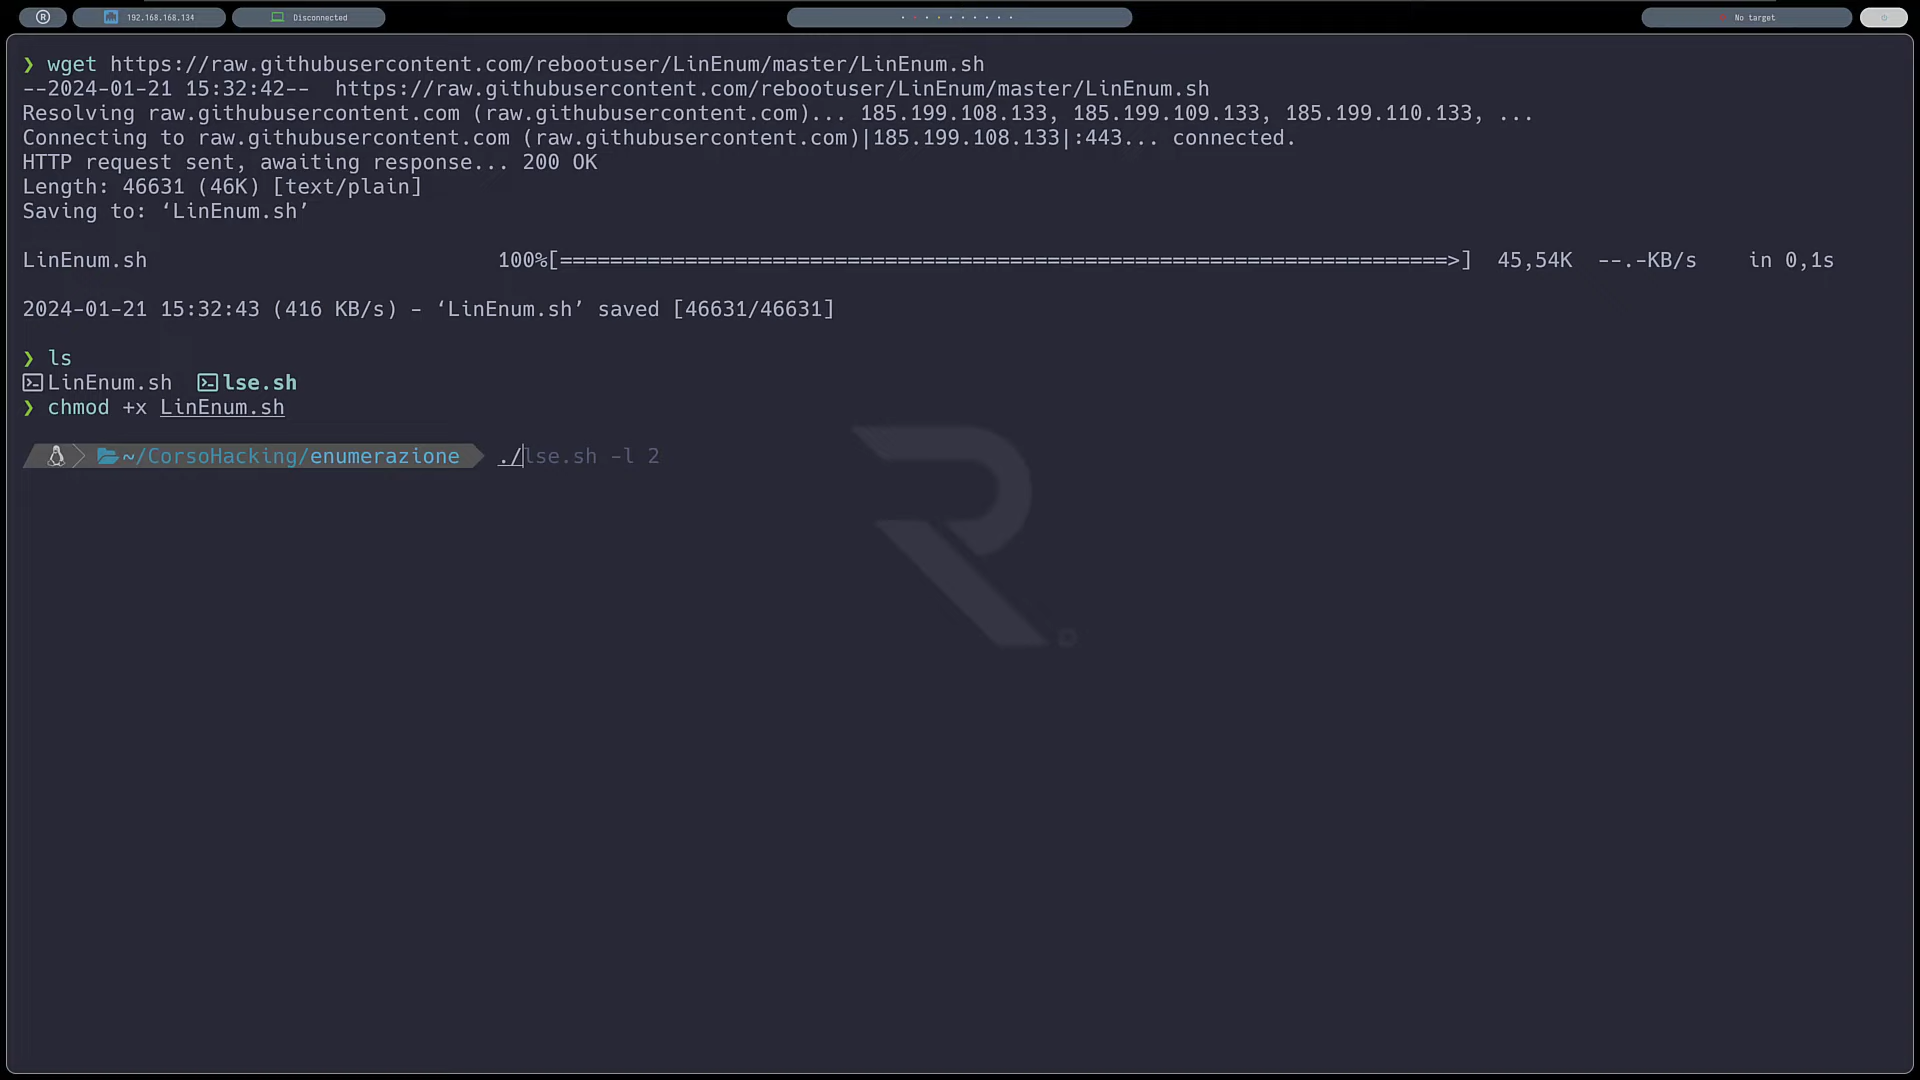 R 192.168.168.134 Disconnected No target
❯ wget https://raw.githubusercontent.com/rebootuser/LinEnum/master/LinEnum.sh
--2024-01-21 15:32:42--  https://raw.githubusercontent.com/rebootuser/LinEnum/master/LinEnum.sh
Resolving raw.githubusercontent.com (raw.githubusercontent.com)... 185.199.108.133, 185.199.109.133, 185.199.110.133, ...
Connecting to raw.githubusercontent.com (raw.githubusercontent.com)|185.199.108.133|:443... connected.
HTTP request sent, awaiting response... 200 OK
Length: 46631 (46K) [text/plain]
Saving to: ‘LinEnum.sh’
LinEnum.sh 100%[=======================================================================>] 45,54K --.-KB/s in 0,1s
2024-01-21 15:32:43 (416 KB/s) - ‘LinEnum.sh’ saved [46631/46631]
❯ ls
LinEnum.sh lse.sh
❯ chmod +x LinEnum.sh
~/CorsoHacking/enumerazione ./lse.sh -l 2